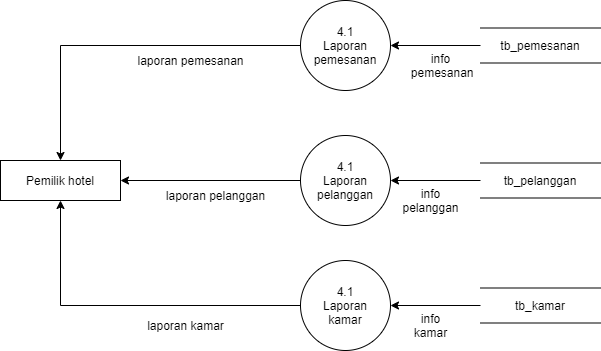 4.1
Laporan
pemesanan
laporan pemesanan
info
pemesanan
tb_pemesanan
Pemilik hotel
4.1
Laporan
pelanggan
laporan pelanggan
info
pelanggan
tb_pelanggan
4.1
Laporan
kamar
laporan kamar
info
kamar
tb_kamar